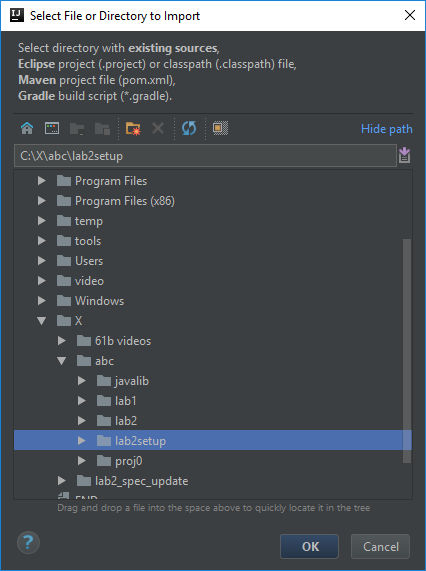 Select File or Directory to Import
Select directory with existing sources,
Eclipse project (.project) or classpath (.classpath) file,
Maven project file (pom.xml),
Gradle build script (*.gradle).
Hide path
C:\X\abc\lab2setup
Program Files
Program Files (x86)
temp
tools
Users
video
Windows
X
61b videos
abc
javalib
lab1
lab2
lab2setup
proj0
lab2_spec_update
Drag and drop a file into the space above to quickly locate it in the tree
?
OK
Cancel